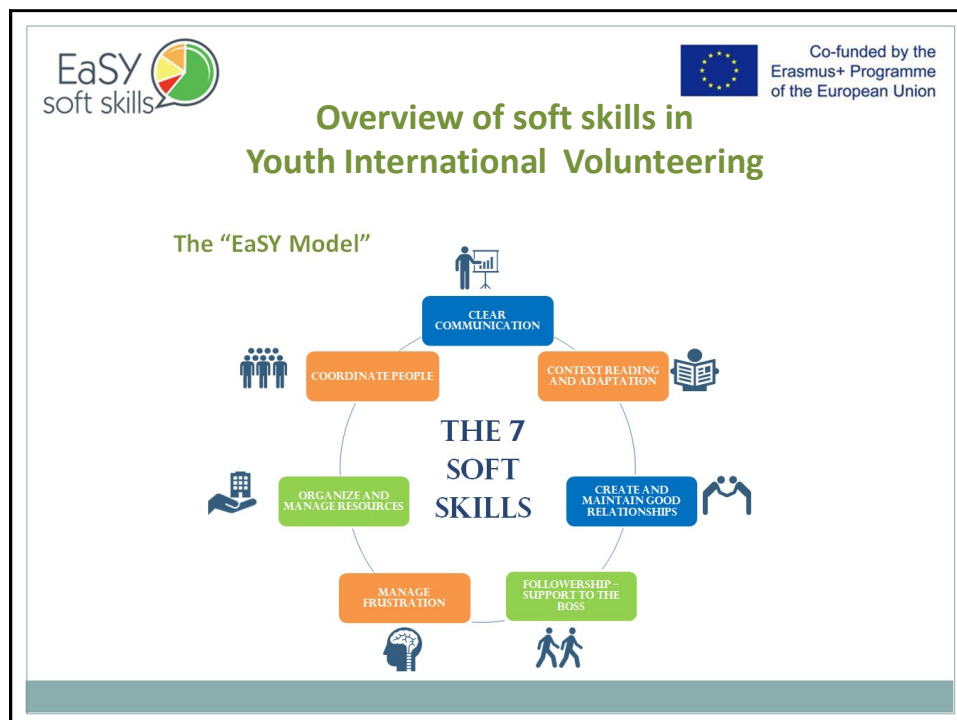 EaSY
soft skills
Co-funded by the
Erasmus+ Programme
of the European Union
Overview of soft skills in
Youth International  Volunteering
The “EaSY Model”
CLEAR
COMMUNICATION
COORDINATE PEOPLE
CONTEXT READING
AND ADAPTATION
THE 7
SOFT
SKILLS
ORGANIZE AND
MANAGE RESOURCES
CREATE AND
MAINTAIN GOOD
RELATIONSHIPS
MANAGE
FRUSTRATION
FOLLOWERSHIP –
SUPPORT TO THE
BOSS